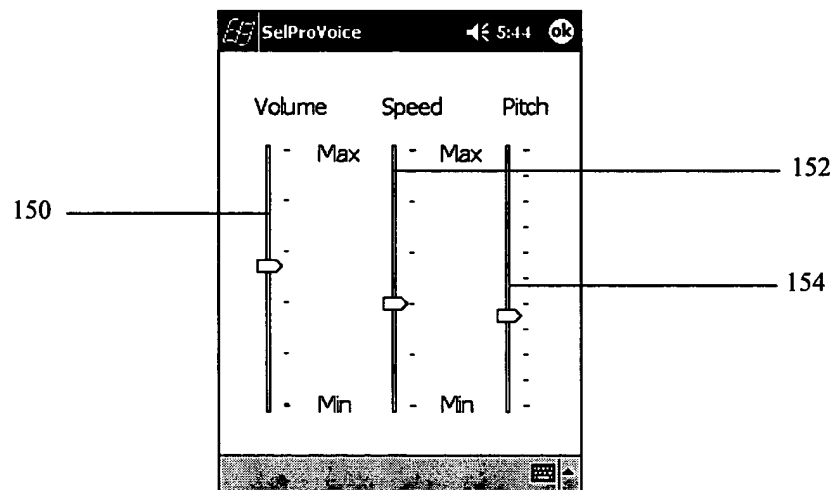 SelProVoice 5:44 ok
Volume Speed Pitch
Max Max
152
150
154
Min Min